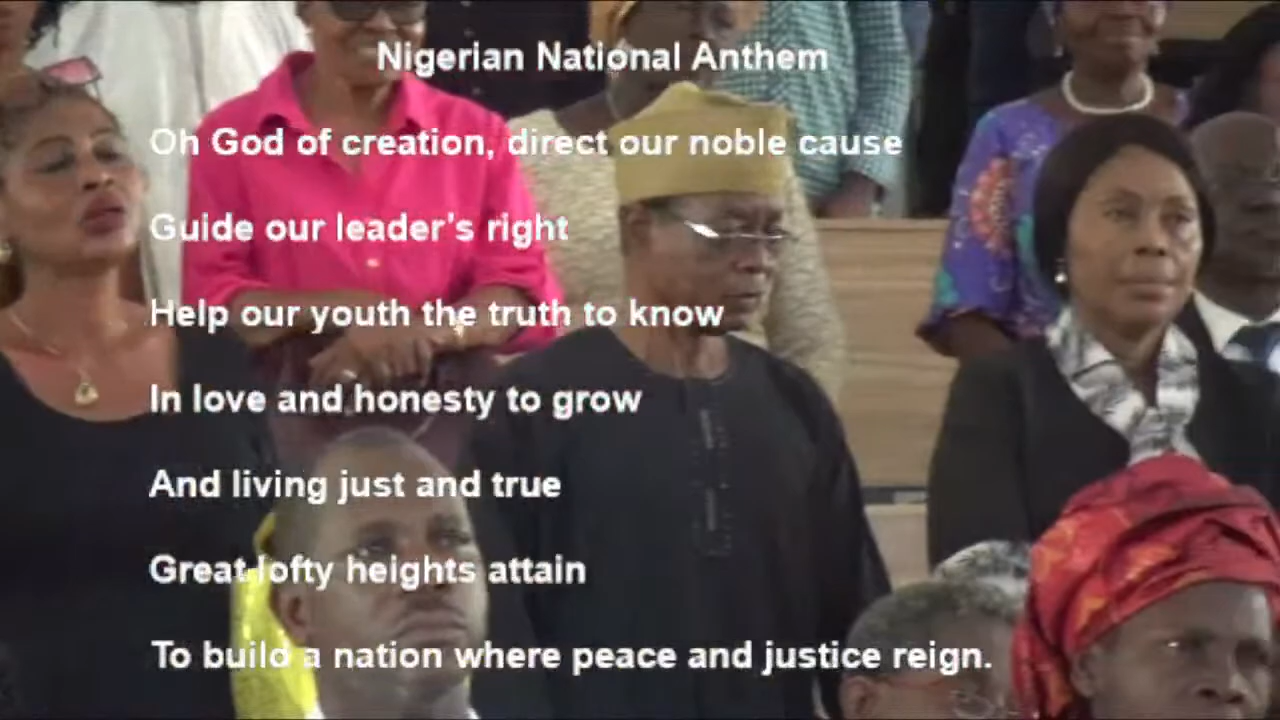 Nigerian National Anthem
Oh God of creation, direct our noble cause
Guide our leader's right
Help our youth the truth to know
In love and honesty to grow
And living just and true
Great lofty heights attain
To build a nation where peace and justice reign.